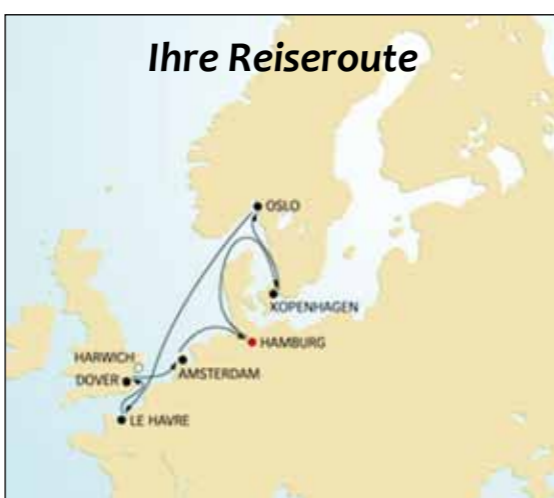 Ihre Reiseroute
OSLO
KOPENHAGEN
HAMBURG
HARWICH
AMSTERDAM
DOVER
LE HAVRE